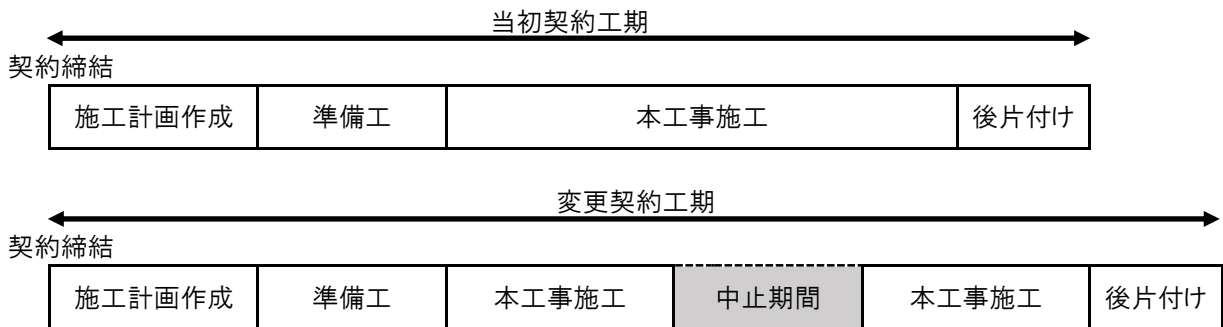 当初契約工期
契約締結
施工計画作成 準備工 本工事施工 後片付け
変更契約工期
契約締結
施工計画作成 準備工 本工事施工 中止期間 本工事施工 後片付け